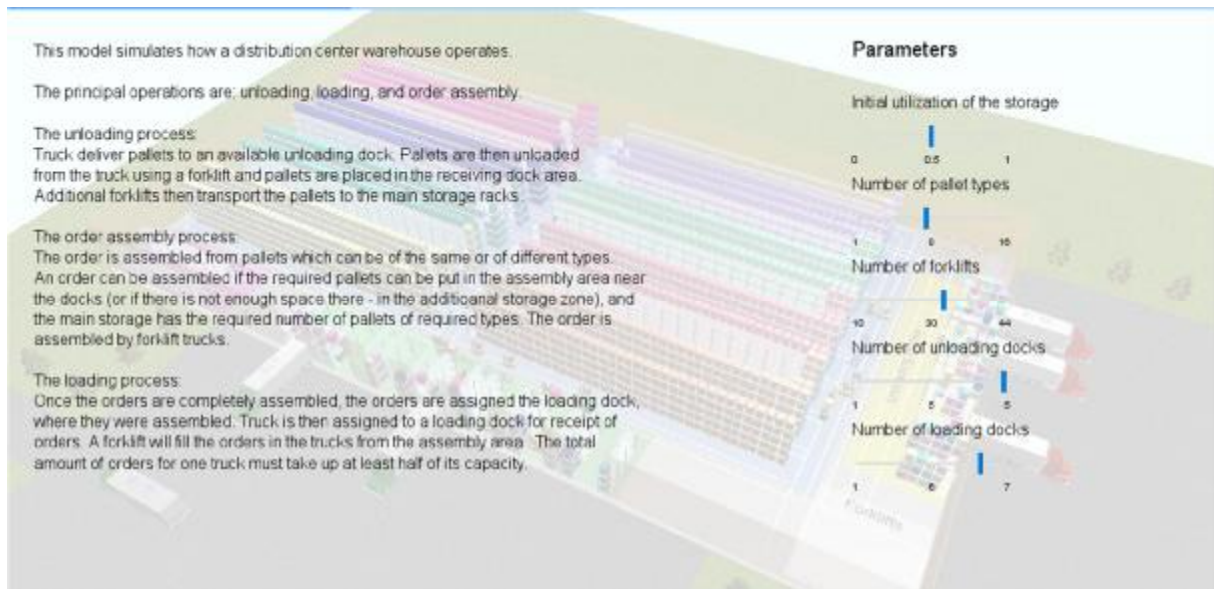 This model simulates how a distribution center warehouse operates.
The principal operations are: unloading, loading, and order assembly.
The unloading process:
Truck deliver pallets to an available unloading dock. Pallets are then unloaded
from the truck using a forklift and pallets are placed in the receiving dock area.
Additional forklifts then transport the pallets to the main storage racks.
The order assembly process:
The order is assembled from pallets which can be of the same or of different types.
An order can be assembled if the required pallets can be put in the assembly area near
the docks (or if there is not enough space there - in the additioanal storage zone), and
the main storage has the required number of pallets of required types. The order is
assembled by forklift trucks.
The loading process:
Once the orders are completely assembled, the orders are assigned the loading dock,
where they were assembled. Truck is then assigned to a loading dock for receipt of
orders. A forklift will fill the orders in the trucks from the assembly area. The total
amount of orders for one truck must take up at least half of its capacity.
Parameters
Initial utilization of the storage
0 0.5 1
Number of pallet types
1 8 16
Number of forklifts
10 30 44
Number of unloading docks
1 5 5
Number of loading docks
1 6 7
Forklifts